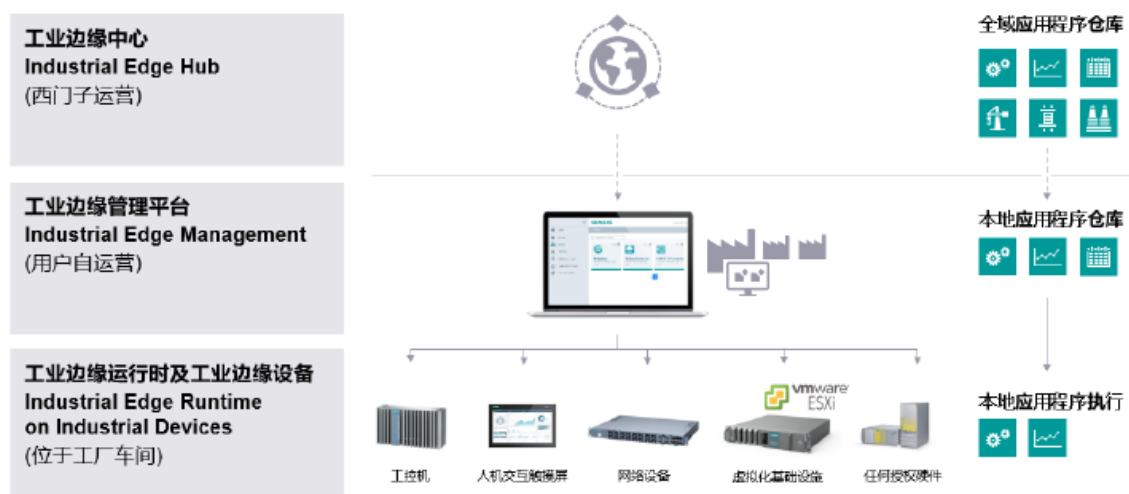 工业边缘中心
Industrial Edge Hub
(西门子运营)
全域应用程序仓库
工业边缘管理平台
Industrial Edge Management
(用户自运营)
SIEMENS
本地应用程序仓库
工业边缘运行时及工业边缘设备
Industrial Edge Runtime
on Industrial Devices
(位于工厂车间)
vmware
ESXi
本地应用程序执行
工控机
人机交互触摸屏
网络设备
虚拟化基础设施
任何授权硬件